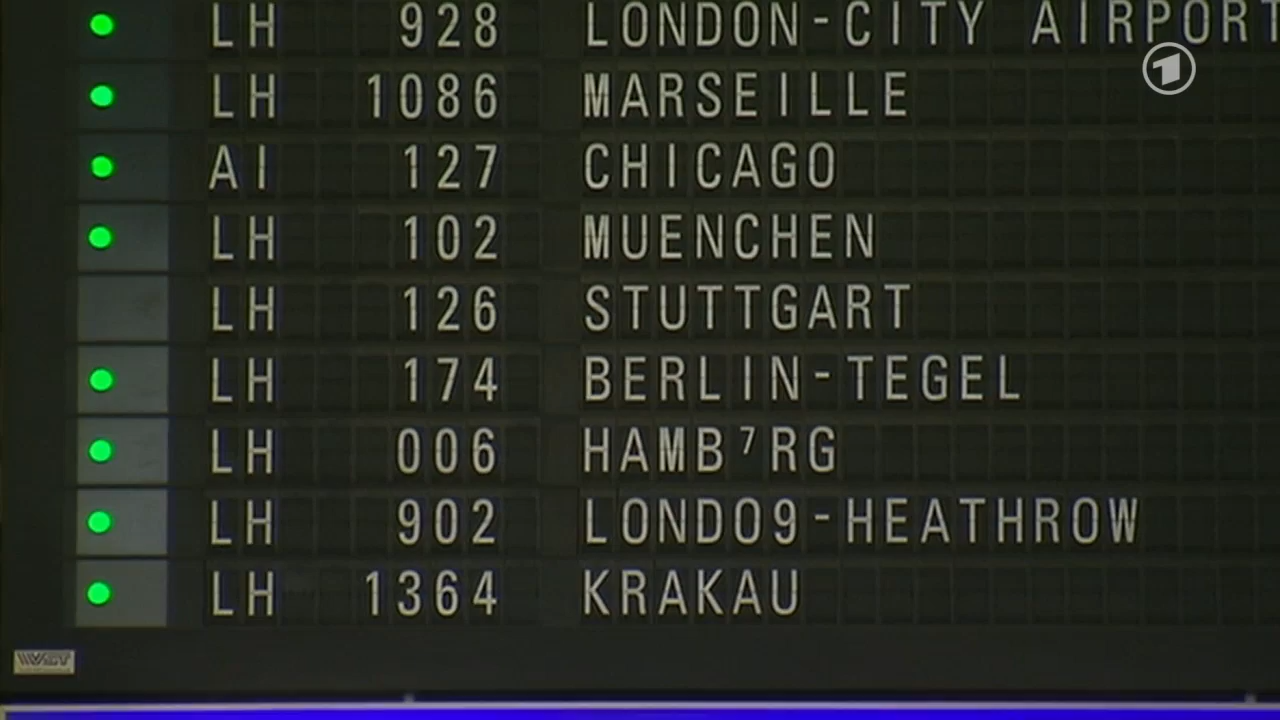 LH 928 LONDON-CITY AIRPORT
1
LH 1086 MARSEILLE
AI 127 CHICAGO
LH 102 MUENCHEN
LH 126 STUTTGART
LH 174 BERLIN-TEGEL
LH 006 HAMB⁷RG
LH 902 LONDO9-HEATHROW
LH 1364 KRAKAU